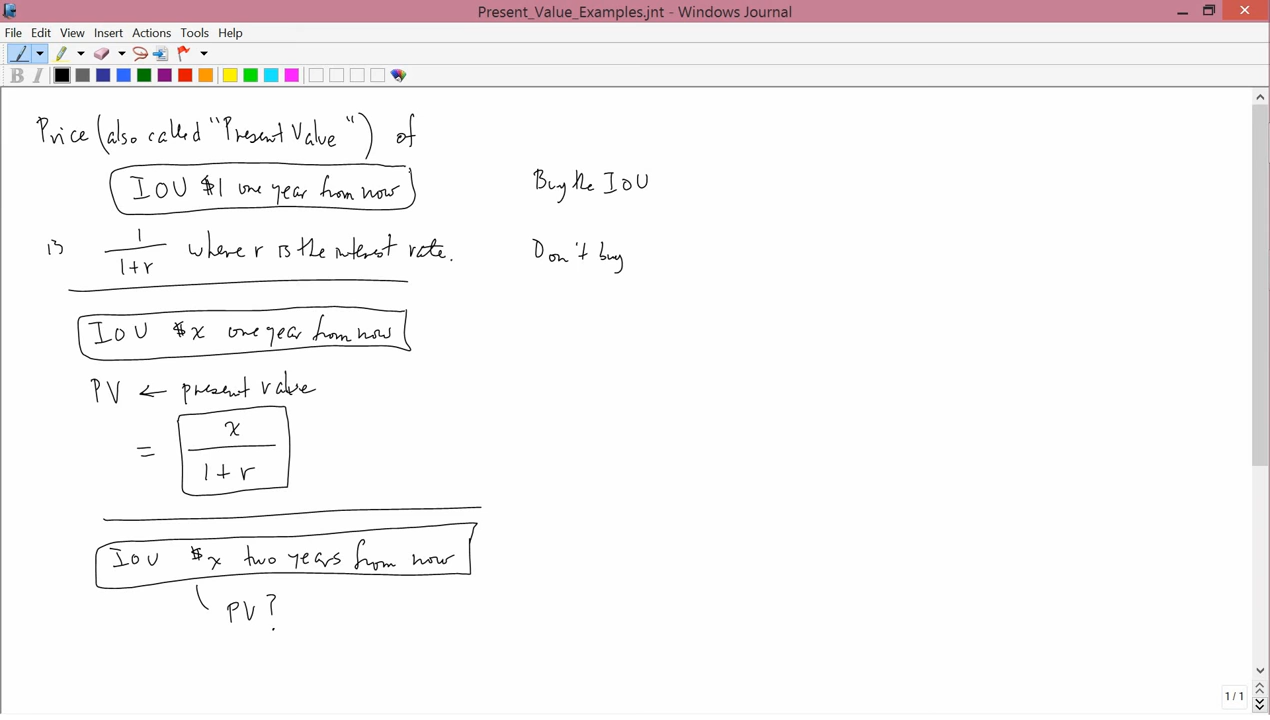 Present_Value_Examples.jnt - Windows Journal
File Edit View Insert Actions Tools Help
B I
Price (also called "Present Value") of
IOU $1 one year from now
Buy the IOU
is 1/(1+r) where r is the interest rate.
Don't buy
IOU $x one year from now
PV ← present value
= x/(1+r)
IOU $x two years from now
PV?
1 / 1